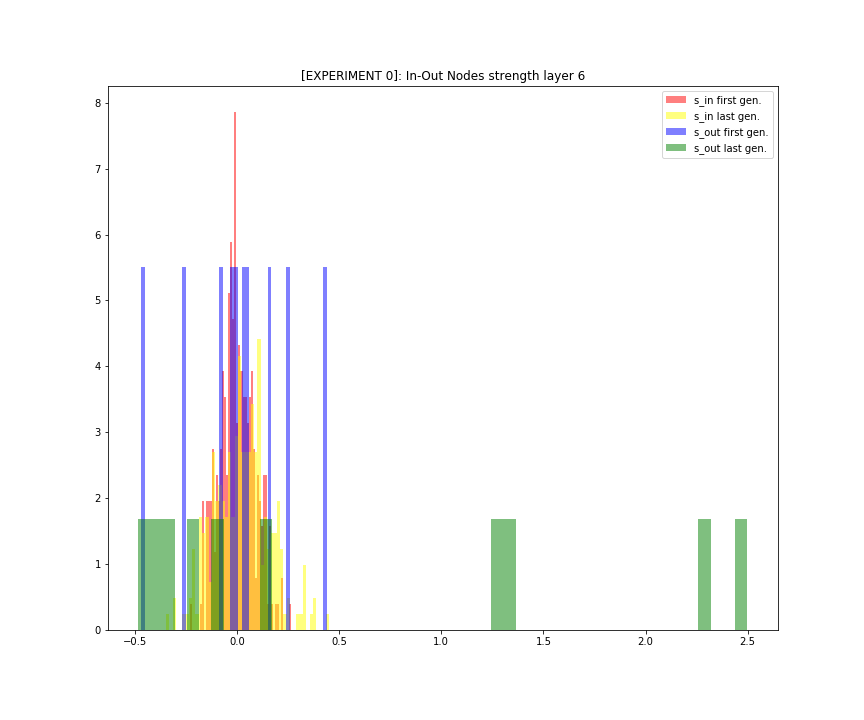 [EXPERIMENT 0]: In-Out Nodes strength layer 6
s_in first gen.
s_in last gen.
s_out first gen.
s_out last gen.
8
7
6
5
4
3
2
1
0
−0.5 0.0 0.5 1.0 1.5 2.0 2.5